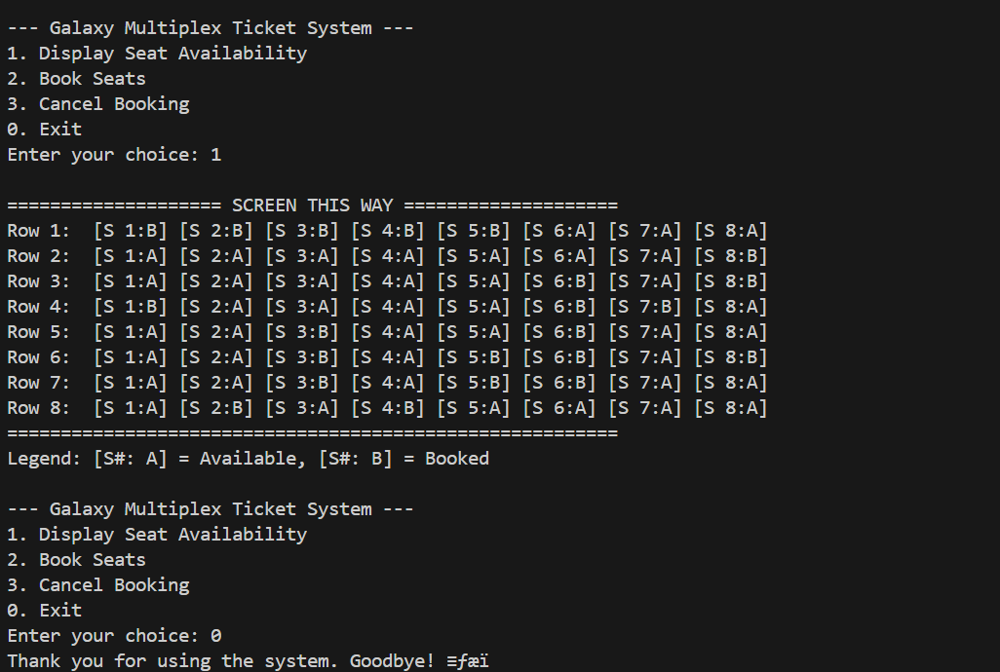 --- Galaxy Multiplex Ticket System ---
1. Display Seat Availability
2. Book Seats
3. Cancel Booking
0. Exit
Enter your choice: 1
==================== SCREEN THIS WAY ====================
Row 1:  [S 1:B] [S 2:B] [S 3:B] [S 4:B] [S 5:B] [S 6:A] [S 7:A] [S 8:A]
Row 2:  [S 1:A] [S 2:A] [S 3:A] [S 4:A] [S 5:A] [S 6:A] [S 7:A] [S 8:B]
Row 3:  [S 1:A] [S 2:A] [S 3:A] [S 4:A] [S 5:A] [S 6:B] [S 7:A] [S 8:B]
Row 4:  [S 1:B] [S 2:A] [S 3:A] [S 4:A] [S 5:A] [S 6:B] [S 7:B] [S 8:A]
Row 5:  [S 1:A] [S 2:A] [S 3:B] [S 4:A] [S 5:A] [S 6:B] [S 7:A] [S 8:A]
Row 6:  [S 1:A] [S 2:A] [S 3:B] [S 4:A] [S 5:B] [S 6:B] [S 7:A] [S 8:B]
Row 7:  [S 1:A] [S 2:A] [S 3:B] [S 4:A] [S 5:B] [S 6:B] [S 7:A] [S 8:A]
Row 8:  [S 1:A] [S 2:B] [S 3:A] [S 4:B] [S 5:A] [S 6:A] [S 7:A] [S 8:A]
=========================================================
Legend: [S#: A] = Available, [S#: B] = Booked
--- Galaxy Multiplex Ticket System ---
1. Display Seat Availability
2. Book Seats
3. Cancel Booking
0. Exit
Enter your choice: 0
Thank you for using the system. Goodbye! ≡ƒæï